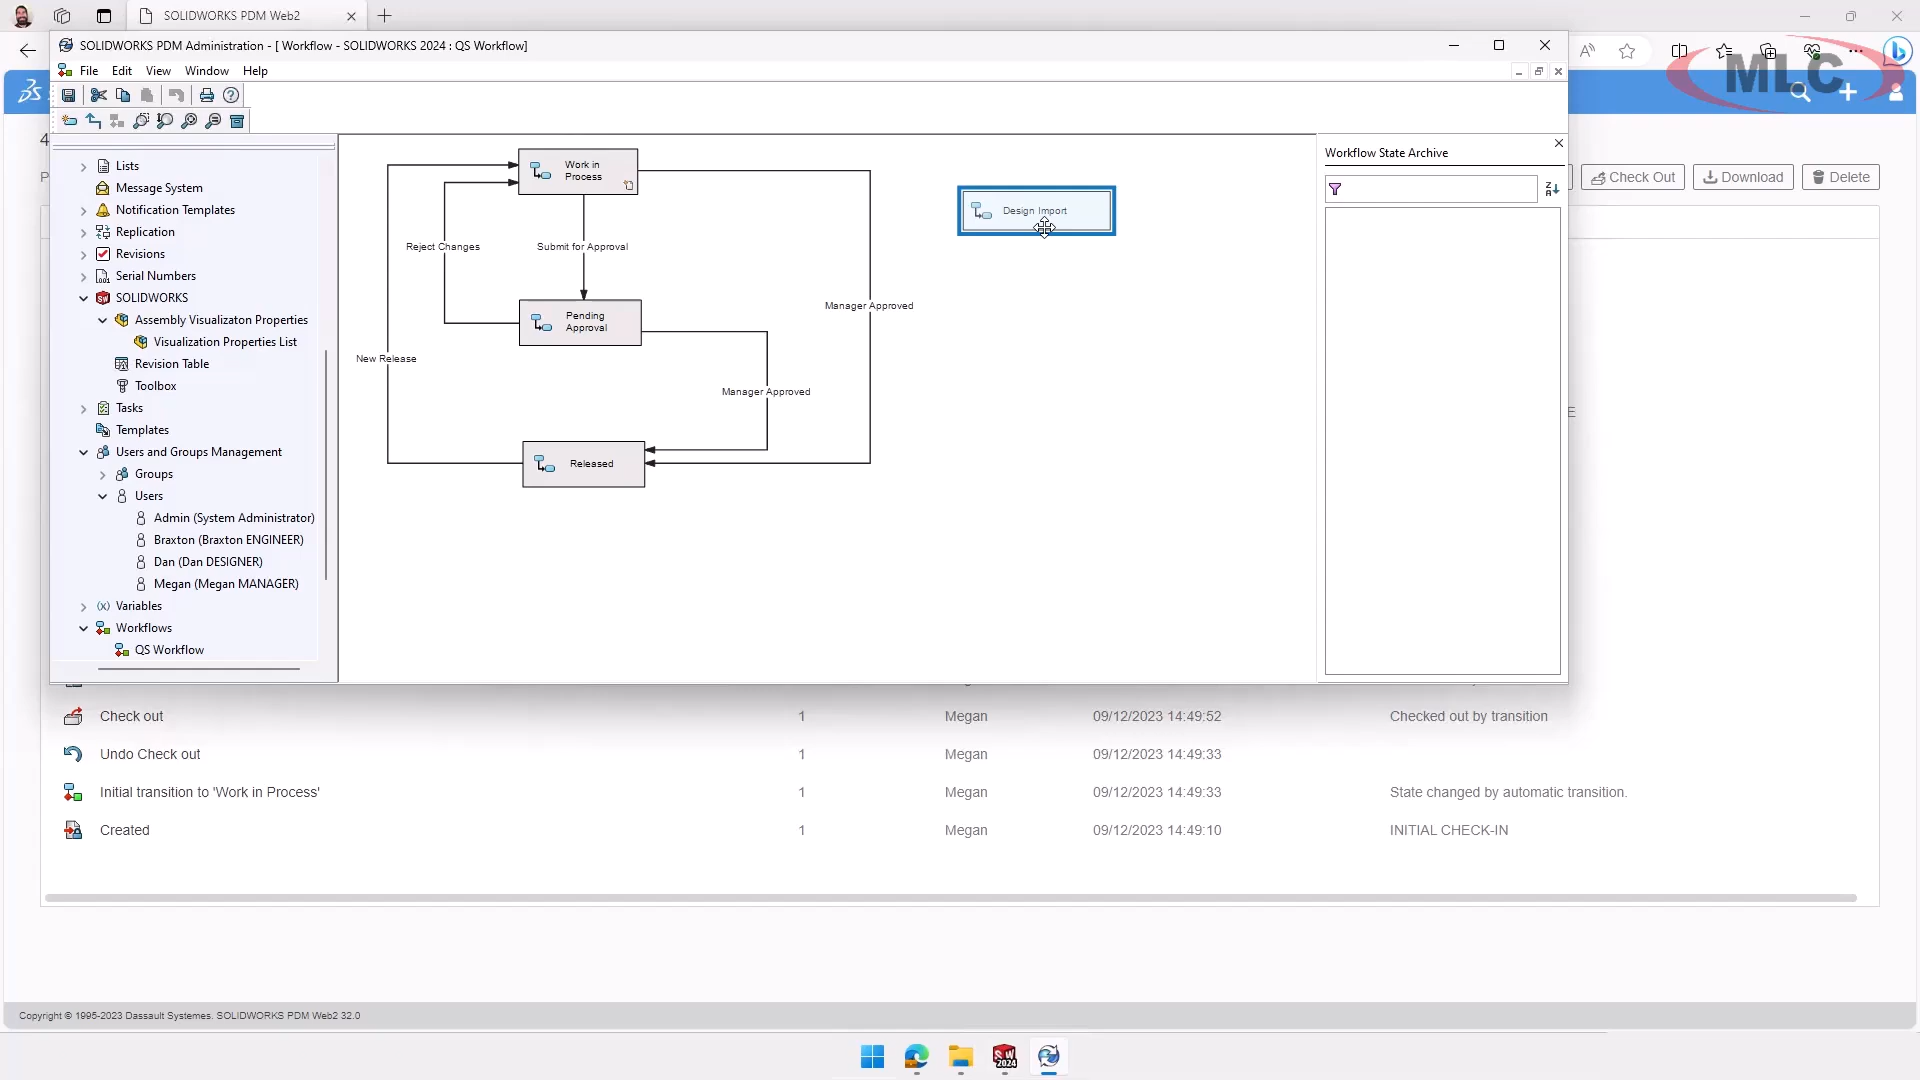 SOLIDWORKS PDM Web2
SOLIDWORKS PDM Administration - [ Workflow - SOLIDWORKS 2024 : QS Workflow]
File Edit View Window Help
MLC
Lists
Message System
Notification Templates
Replication
Revisions
Serial Numbers
SOLIDWORKS
Assembly Visualizaton Properties
Visualization Properties List
Revision Table
Toolbox
Tasks
Templates
Users and Groups Management
Groups
Users
Admin (System Administrator)
Braxton (Braxton ENGINEER)
Dan (Dan DESIGNER)
Megan (Megan MANAGER)
Variables
Workflows
QS Workflow
Work in
Process
Design Import
Reject Changes
Submit for Approval
Manager Approved
Pending
Approval
New Release
Manager Approved
Released
Workflow State Archive
Check Out
Download
Delete
Check out 1 Megan 09/12/2023 14:49:52 Checked out by transition
Undo Check out 1 Megan 09/12/2023 14:49:33
Initial transition to 'Work in Process' 1 Megan 09/12/2023 14:49:33 State changed by automatic transition.
Created 1 Megan 09/12/2023 14:49:10 INITIAL CHECK-IN
Copyright © 1995-2023 Dassault Systemes. SOLIDWORKS PDM Web2 32.0